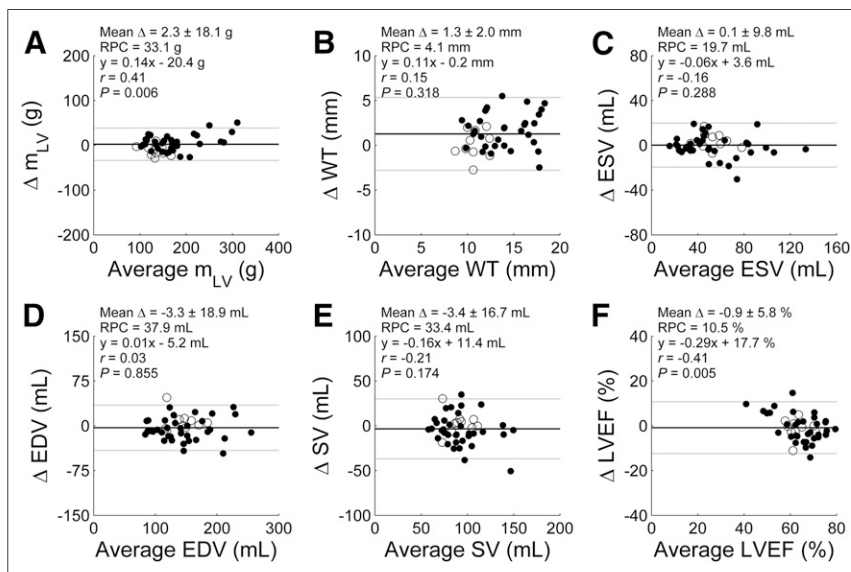 A
Mean Δ = 2.3 ± 18.1 g
RPC = 33.1 g
y = 0.14x - 20.4 g
r = 0.41
P = 0.006
200
100
0
-100
-200
Δ mLV (g)
0 100 200 300 400
Average mLV (g)
B
Mean Δ = 1.3 ± 2.0 mm
RPC = 4.1 mm
y = 0.11x - 0.2 mm
r = 0.15
P = 0.318
10
5
0
-5
-10
Δ WT (mm)
0 5 10 15 20
Average WT (mm)
C
Mean Δ = 0.1 ± 9.8 mL
RPC = 19.7 mL
y = -0.06x + 3.6 mL
r = -0.16
P = 0.288
80
40
0
-40
-80
Δ ESV (mL)
0 40 80 120 160
Average ESV (mL)
D
Mean Δ = -3.3 ± 18.9 mL
RPC = 37.9 mL
y = 0.01x - 5.2 mL
r = 0.03
P = 0.855
150
75
0
-75
-150
Δ EDV (mL)
0 100 200 300
Average EDV (mL)
E
Mean Δ = -3.4 ± 16.7 mL
RPC = 33.4 mL
y = -0.16x + 11.4 mL
r = -0.21
P = 0.174
100
50
0
-50
-100
Δ SV (mL)
0 50 100 150 200
Average SV (mL)
F
Mean Δ = -0.9 ± 5.8 %
RPC = 10.5 %
y = -0.29x + 17.7 %
r = -0.41
P = 0.005
40
20
0
-20
-40
Δ LVEF (%)
0 20 40 60 80
Average LVEF (%)